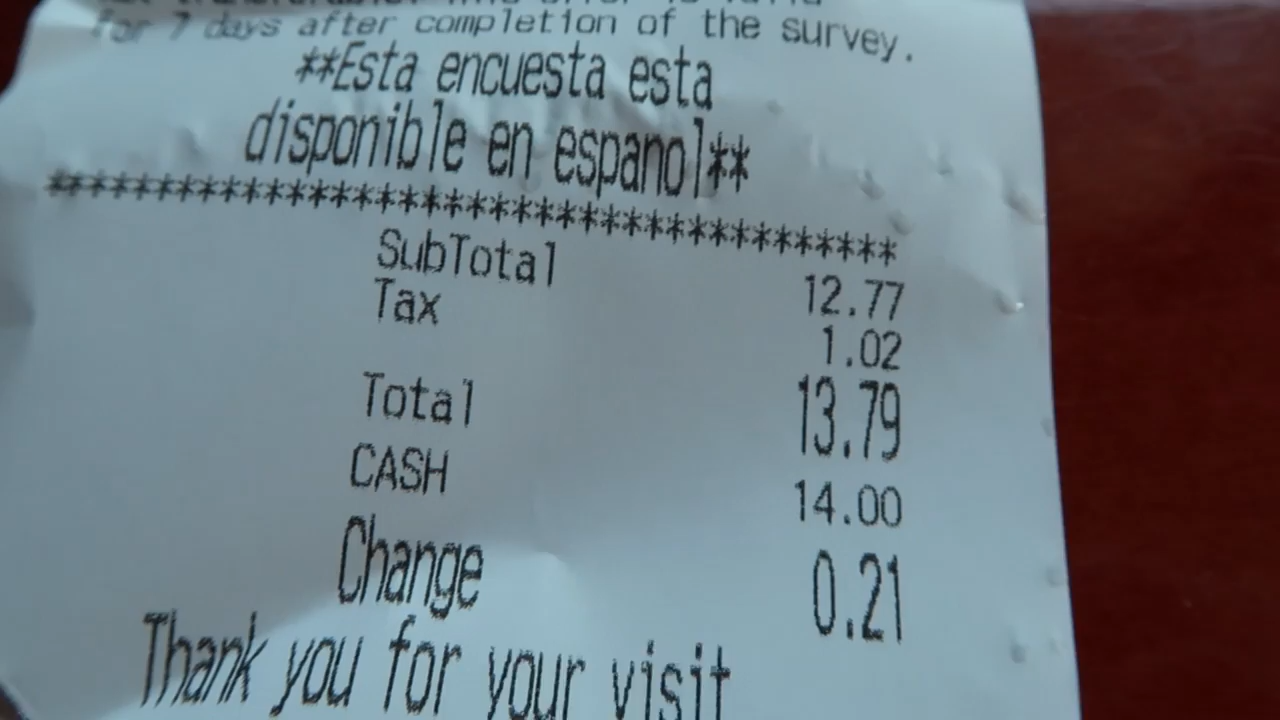 for 7 days after completion of the survey.
**Esta encuesta esta
disponible en espanol**
****************************************
SubTotal 12.77
Tax 1.02
Total 13.79
CASH 14.00
Change 0.21
Thank you for your visit